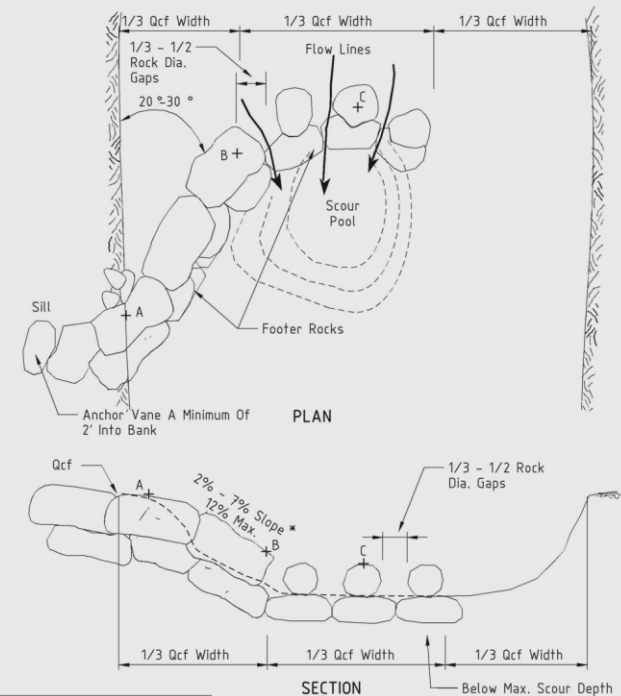 1/3 Qcf Width
1/3 Qcf Width
1/3 Qcf Width
1/3 - 1/2
Rock Dia.
Gaps
Flow Lines
20°-30°
C
B
Scour
Pool
A
Sill
Footer Rocks
Anchor Vane A Minimum Of
2' Into Bank
PLAN
Qcf
A
2% - 7% Slope *
12% Max.
B
C
1/3 - 1/2 Rock
Dia. Gaps
1/3 Qcf Width
1/3 Qcf Width
1/3 Qcf Width
SECTION
Below Max. Scour Depth